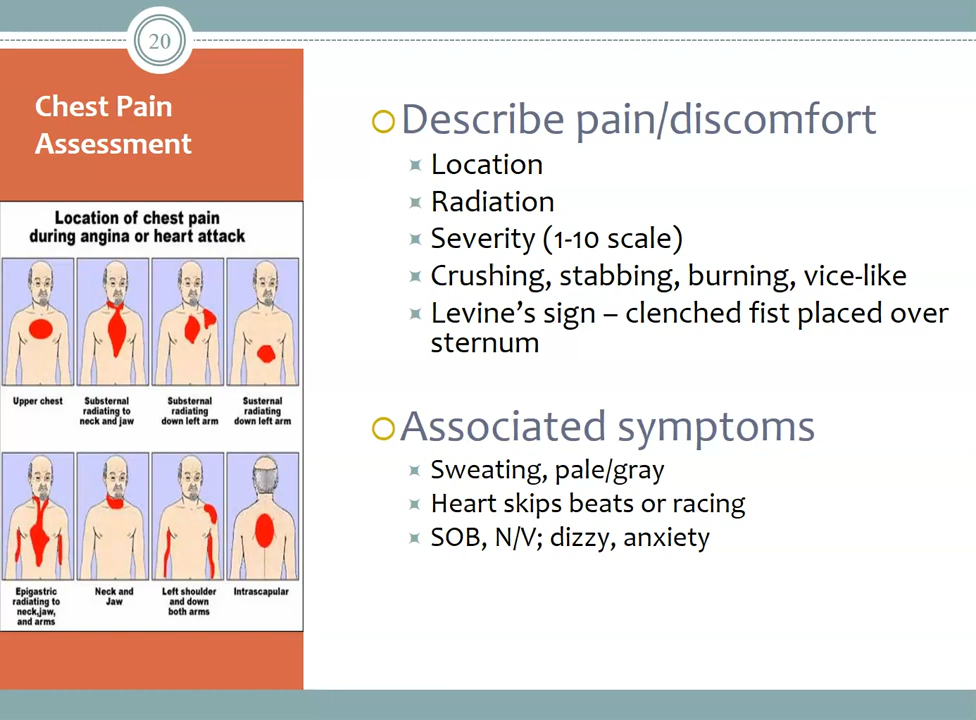 20
Chest Pain
Assessment
Location of chest pain
during angina or heart attack
Upper chest
Substernal
radiating to
neck and jaw
Substernal
radiating
down left arm
Susternal
radiating
down left arm
Epigastric
radiating to
neck,jaw,
and arms
Neck and
Jaw
Left shoulder
and down
both arms
Intrascapular
Describe pain/discomfort
Location
Radiation
Severity (1-10 scale)
Crushing, stabbing, burning, vice-like
Levine's sign – clenched fist placed over
sternum
Associated symptoms
Sweating, pale/gray
Heart skips beats or racing
SOB, N/V; dizzy, anxiety